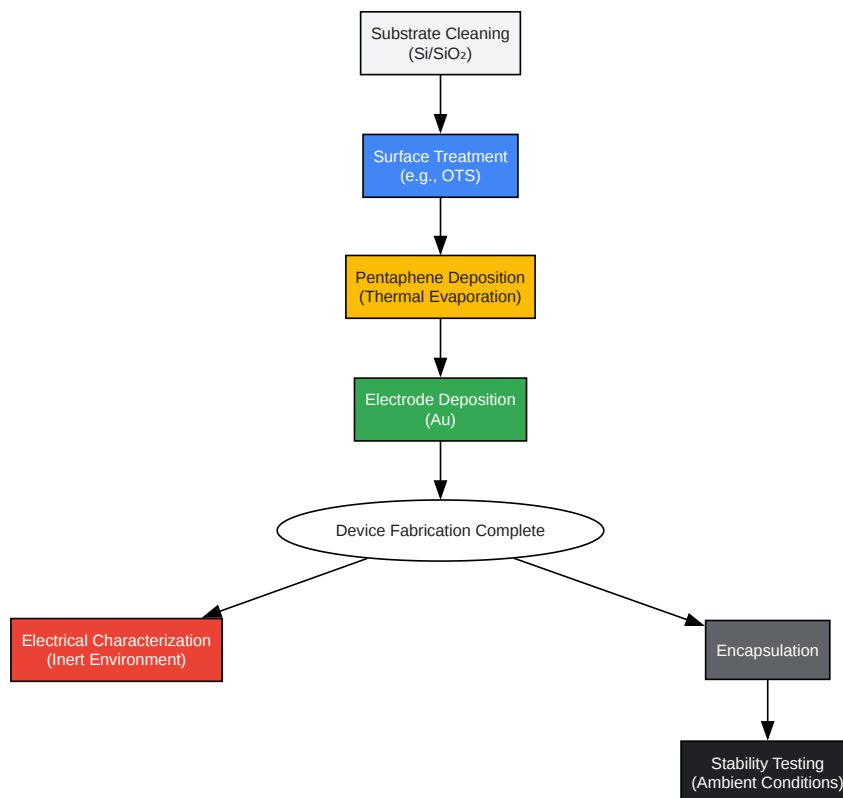 Substrate Cleaning
(Si/SiO₂)
Surface Treatment
(e.g., OTS)
Pentaphene Deposition
(Thermal Evaporation)
Electrode Deposition
(Au)
Device Fabrication Complete
Electrical Characterization
(Inert Environment)
Encapsulation
Stability Testing
(Ambient Conditions)